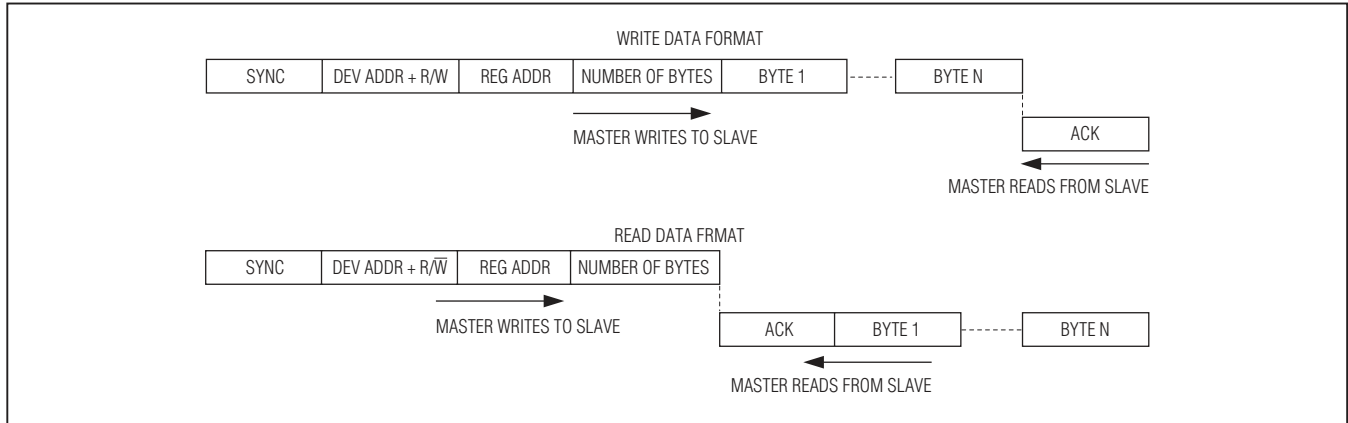 WRITE DATA FORMAT
SYNC DEV ADDR + R/W REG ADDR NUMBER OF BYTES BYTE 1 BYTE N
ACK
MASTER WRITES TO SLAVE
MASTER READS FROM SLAVE
READ DATA FRMAT
SYNC DEV ADDR + R/W̅ REG ADDR NUMBER OF BYTES
MASTER WRITES TO SLAVE
ACK BYTE 1 BYTE N
MASTER READS FROM SLAVE